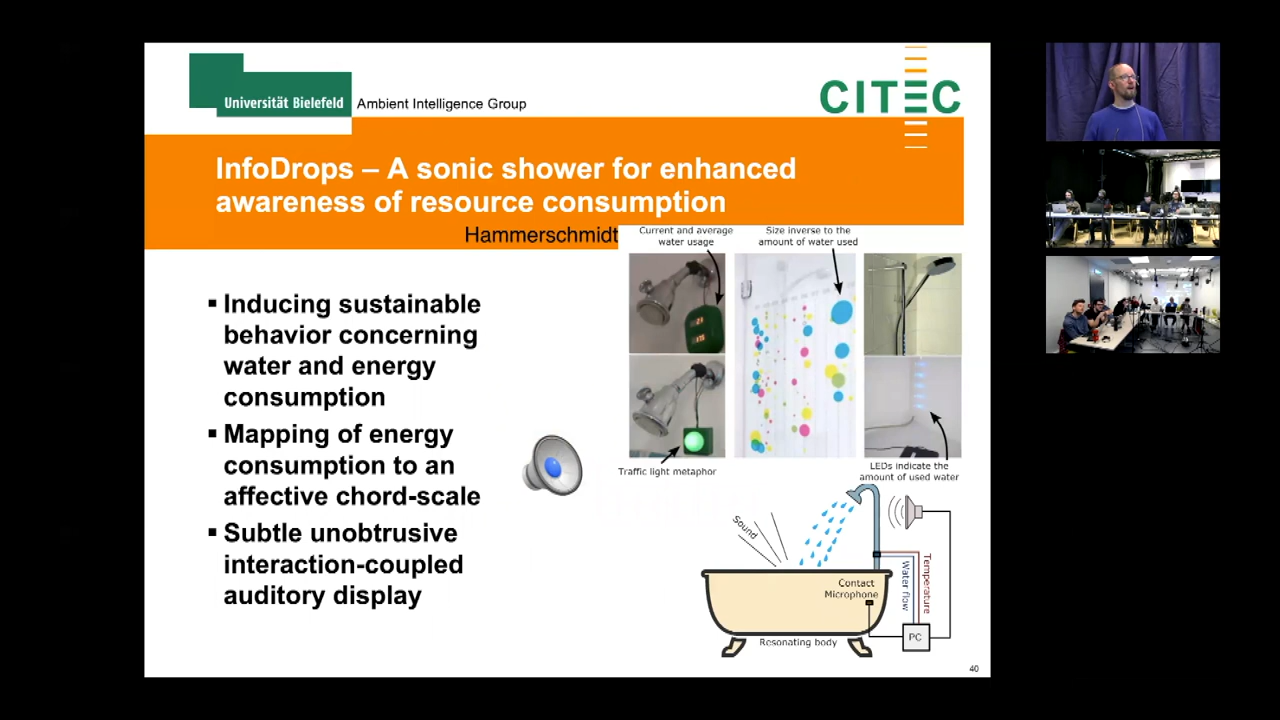 Universität Bielefeld
Ambient Intelligence Group
CITEC
InfoDrops – A sonic shower for enhanced
awareness of resource consumption
Hammerschmidt
▪ Inducing sustainable
behavior concerning
water and energy
consumption
▪ Mapping of energy
consumption to an
affective chord-scale
▪ Subtle unobtrusive
interaction-coupled
auditory display
Current and average
water usage
Size inverse to the
amount of water used
Traffic light metaphor
LEDs indicate the
amount of used water
Sound
Contact
Microphone
Water flow
Temperature
PC
Resonating body
40